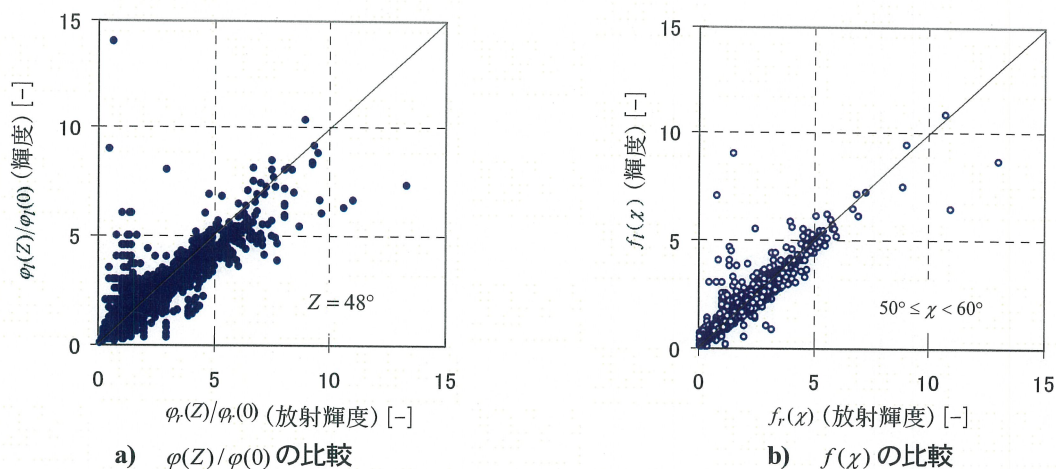 15
10
5
0
φl(Z)/φl(0) (輝度) [-]
Z = 48°
0 5 10 15
φr(Z)/φr(0) (放射輝度) [-]
a) φ(Z)/φ(0) の比較
15
10
5
0
fl(χ) (輝度) [-]
50° ≤ χ < 60°
0 5 10 15
fr(χ) (放射輝度) [-]
b) f(χ) の比較